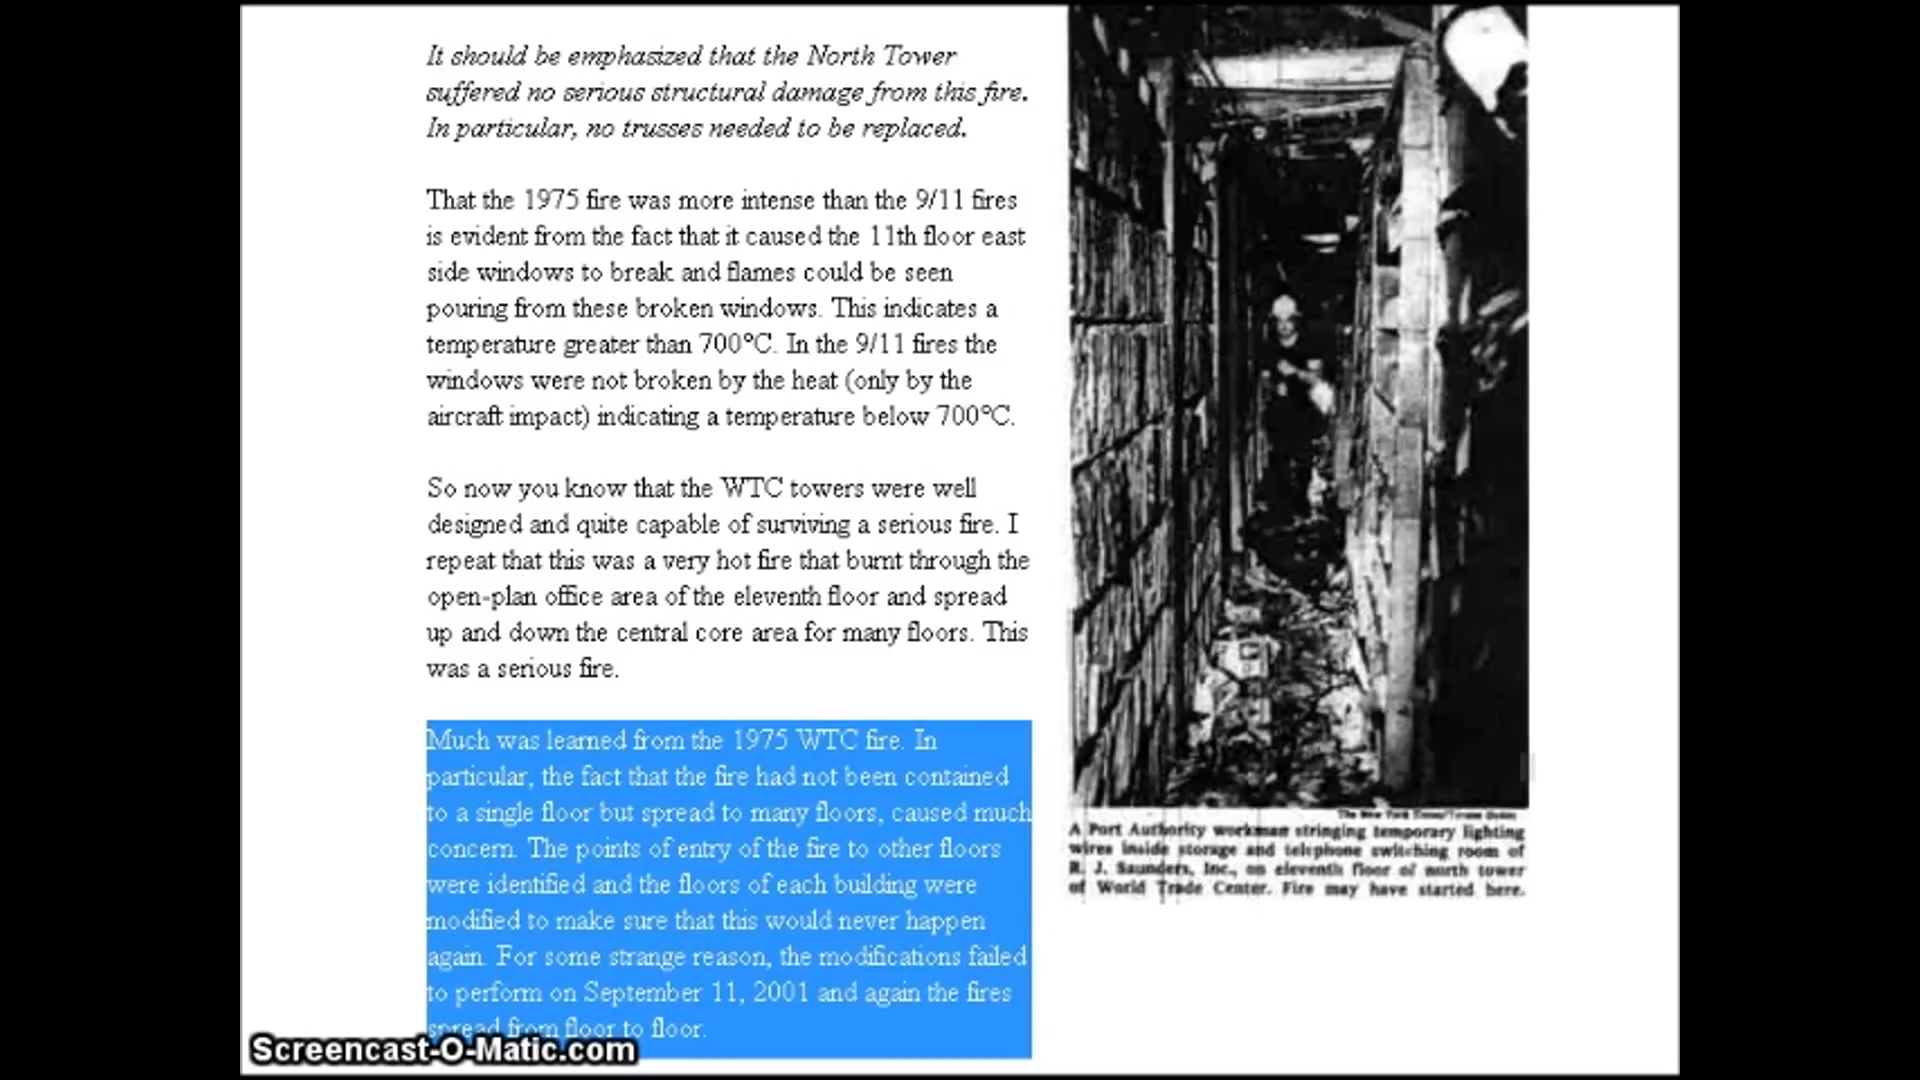 It should be emphasized that the North Tower
suffered no serious structural damage from this fire.
In particular, no trusses needed to be replaced.
That the 1975 fire was more intense than the 9/11 fires
is evident from the fact that it caused the 11th floor east
side windows to break and flames could be seen
pouring from these broken windows. This indicates a
temperature greater than 700°C. In the 9/11 fires the
windows were not broken by the heat (only by the
aircraft impact) indicating a temperature below 700°C.
So now you know that the WTC towers were well
designed and quite capable of surviving a serious fire. I
repeat that this was a very hot fire that burnt through the
open-plan office area of the eleventh floor and spread
up and down the central core area for many floors. This
was a serious fire.
Much was learned from the 1975 WTC fire. In
particular, the fact that the fire had not been contained
to a single floor but spread to many floors, caused much
concern. The points of entry of the fire to other floors
were identified and the floors of each building were
modified to make sure that this would never happen
again. For some strange reason, the modifications failed
to perform on September 11, 2001 and again the fires
spread from floor to floor.
The New York Times
A Port Authority workman stringing temporary lighting
wires inside storage and telephone switching room of
R. J. Saunders, Inc., on eleventh floor of north tower
of World Trade Center. Fire may have started here.
Screencast-O-Matic.com